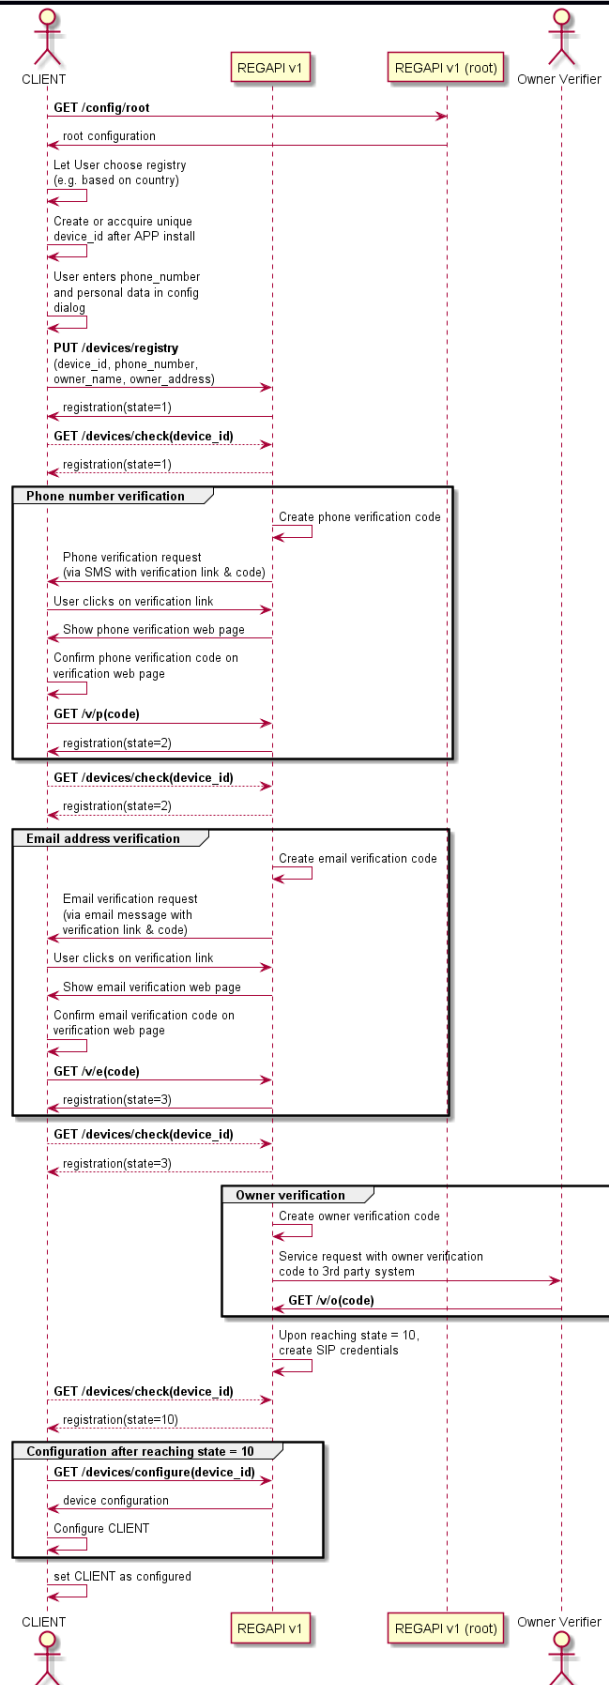 CLIENT
REGAPI v1
REGAPI v1 (root)
Owner Verifier
GET /config/root
root configuration
Let User choose registry
(e.g. based on country)
Create or accquire unique
device_id after APP install
User enters phone_number
and personal data in config
dialog
PUT /devices/registry
(device_id, phone_number,
owner_name, owner_address)
registration(state=1)
GET /devices/check(device_id)
registration(state=1)
Phone number verification
Create phone verification code
Phone verification request
(via SMS with verification link & code)
User clicks on verification link
Show phone verification web page
Confirm phone verification code on
verification web page
GET /v/p(code)
registration(state=2)
GET /devices/check(device_id)
registration(state=2)
Email address verification
Create email verification code
Email verification request
(via email message with
verification link & code)
User clicks on verification link
Show email verification web page
Confirm email verification code on
verification web page
GET /v/e(code)
registration(state=3)
GET /devices/check(device_id)
registration(state=3)
Owner verification
Create owner verification code
Service request with owner verification
code to 3rd party system
GET /v/o(code)
Upon reaching state = 10,
create SIP credentials
GET /devices/check(device_id)
registration(state=10)
Configuration after reaching state = 10
GET /devices/configure(device_id)
device configuration
Configure CLIENT
set CLIENT as configured
CLIENT
REGAPI v1
REGAPI v1 (root)
Owner Verifier